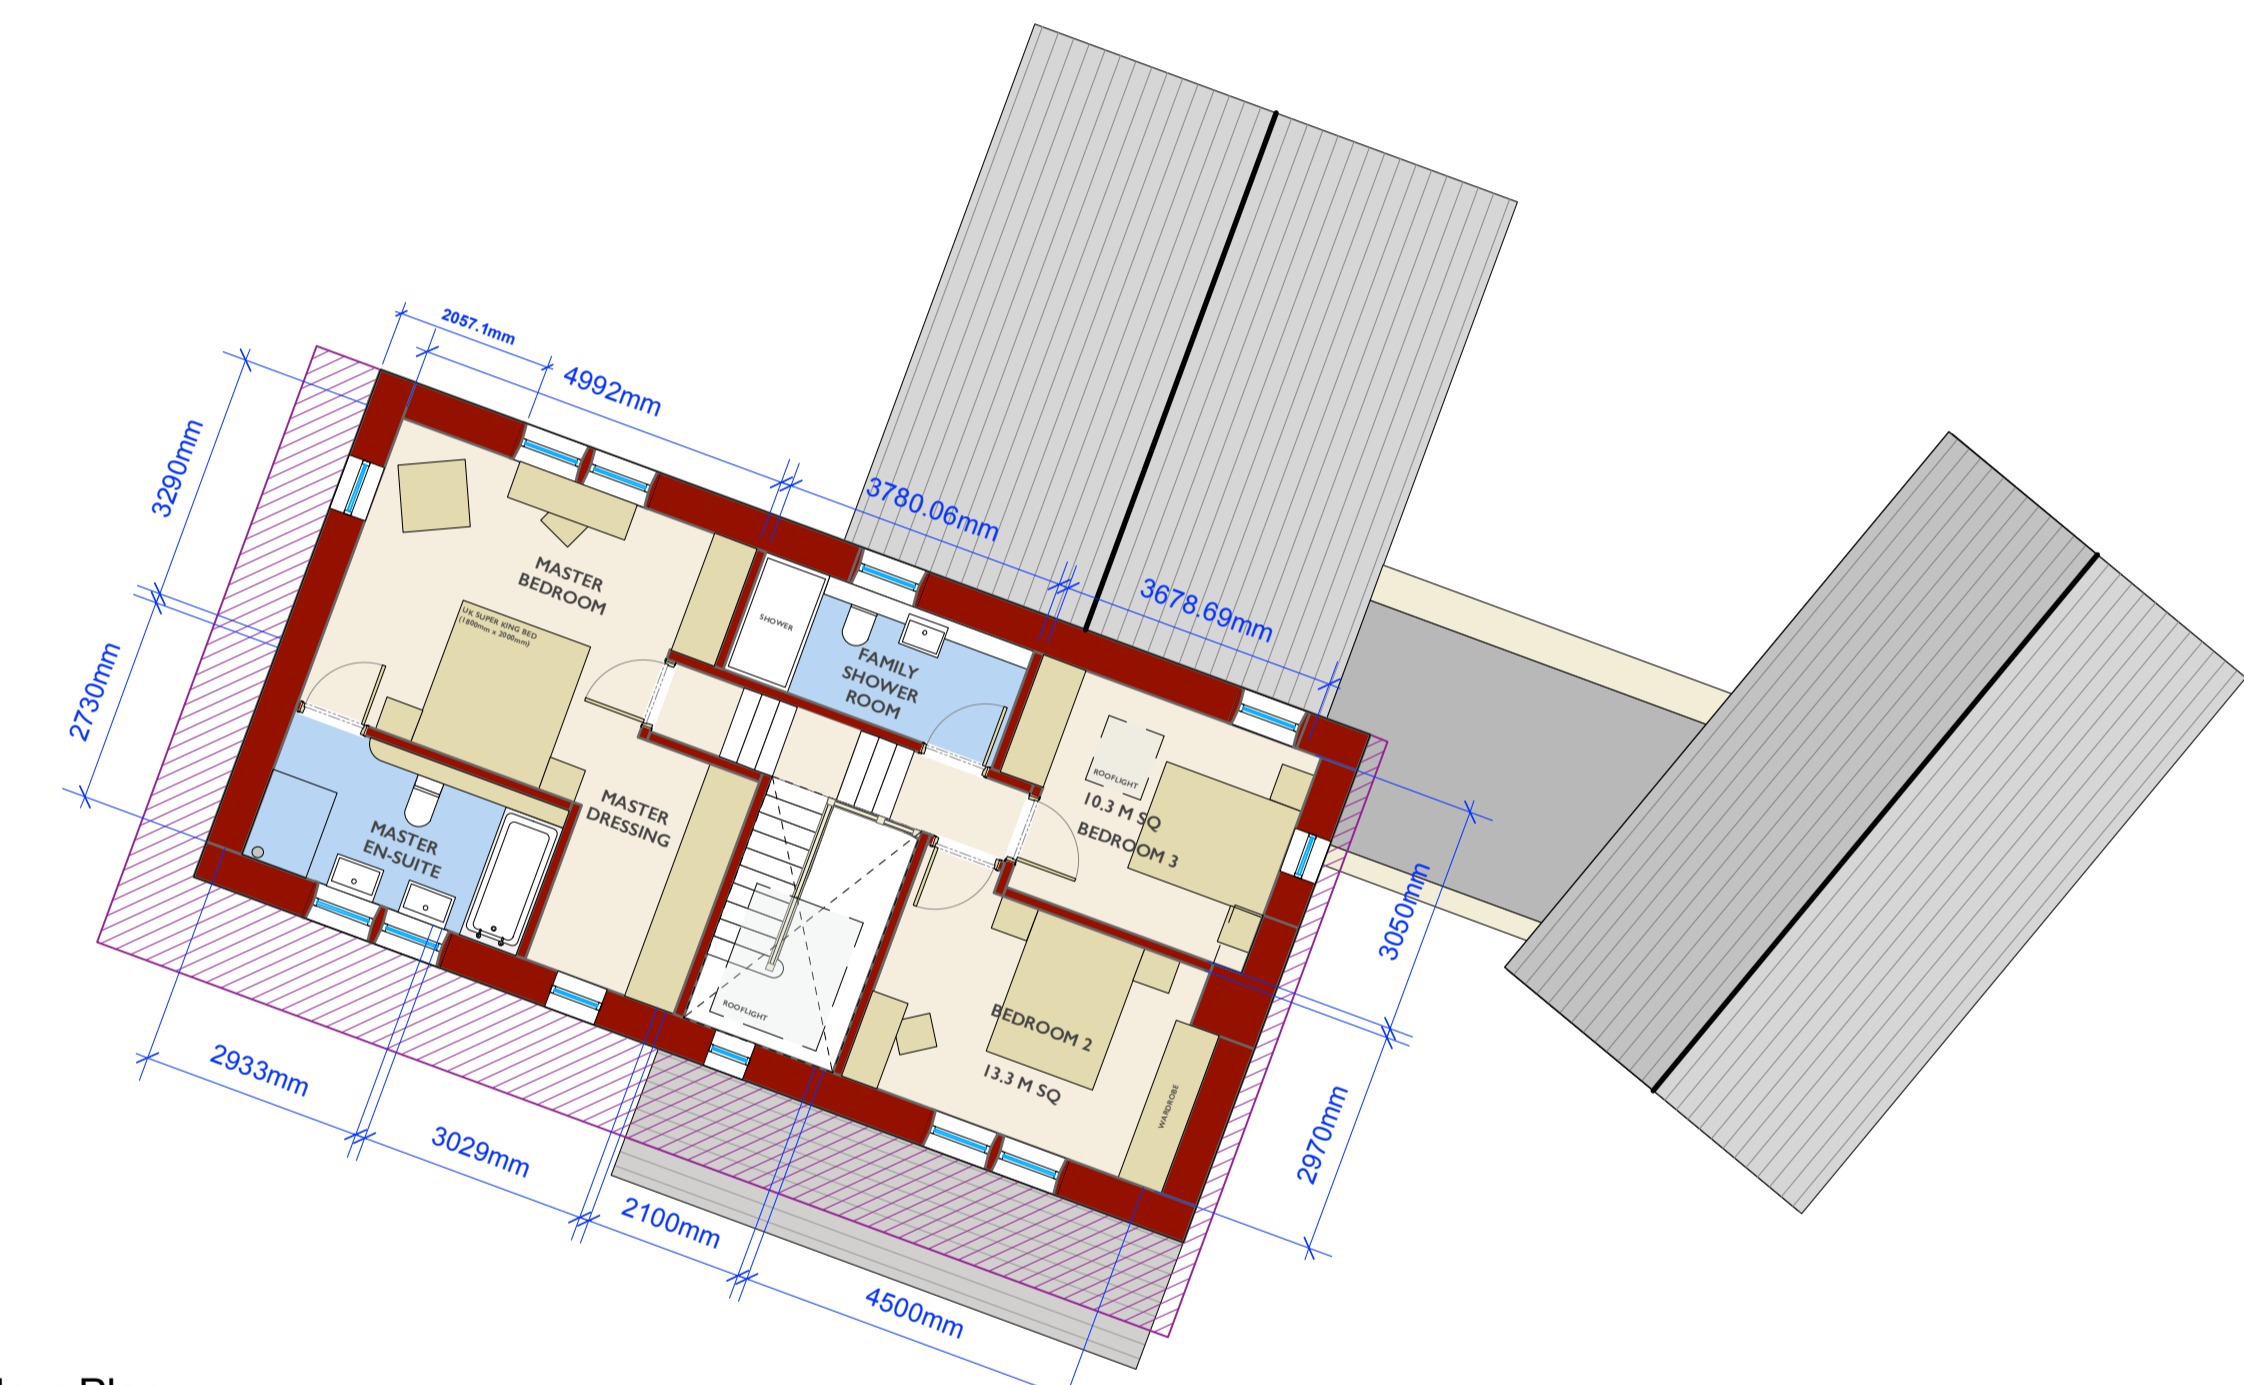 2057.1mm
4992mm
3290mm
3780.06mm
3678.69mm
MASTER
BEDROOM
UK SUPER KING BED
(1800mm x 2000mm)
SHOWER
FAMILY
SHOWER
ROOM
2730mm
ROOFLIGHT
10.3 M SQ
BEDROOM 3
MASTER
DRESSING
MASTER
EN-SUITE
3050mm
ROOFLIGHT
BEDROOM 2
13.3 M SQ
WARDROBE
2933mm
3029mm
2970mm
2100mm
4500mm